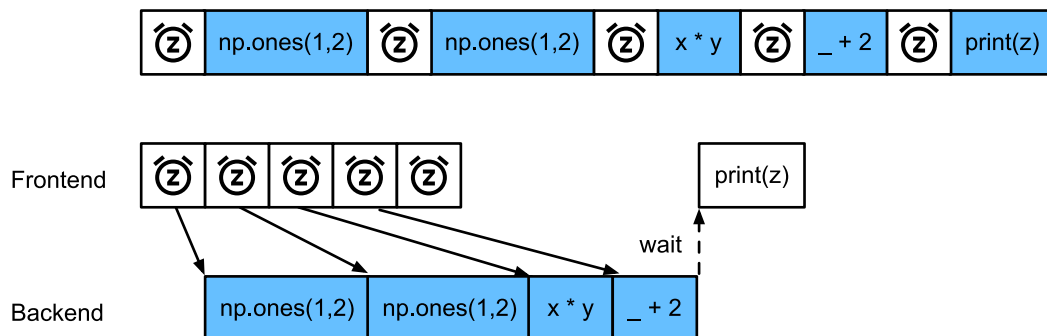 z np.ones(1,2) z np.ones(1,2) z x * y z _ + 2 z print(z)
Frontend z z z z z print(z)
wait
Backend np.ones(1,2) np.ones(1,2) x * y _ + 2